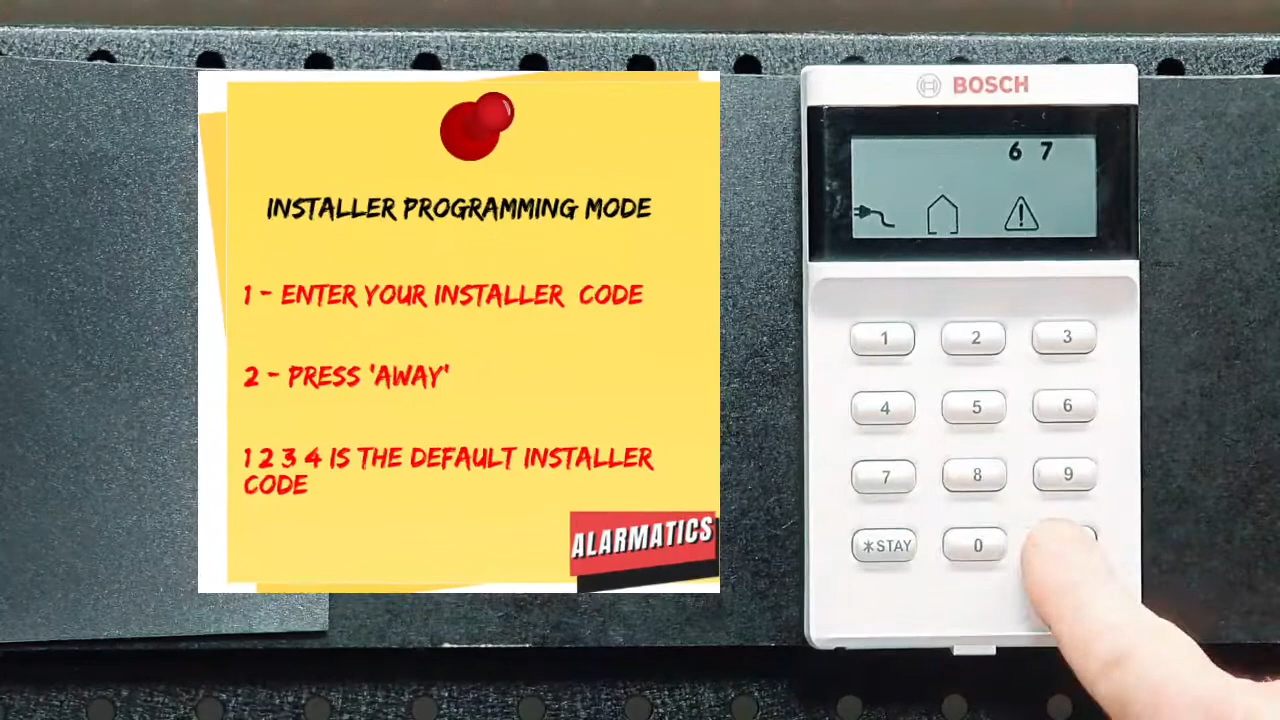 INSTALLER PROGRAMMING MODE
1 - ENTER YOUR INSTALLER CODE
2 - PRESS 'AWAY'
1 2 3 4 IS THE DEFAULT INSTALLER
CODE
ALARMATICS
BOSCH
6 7
1 2 3
4 5 6
7 8 9
*STAY 0